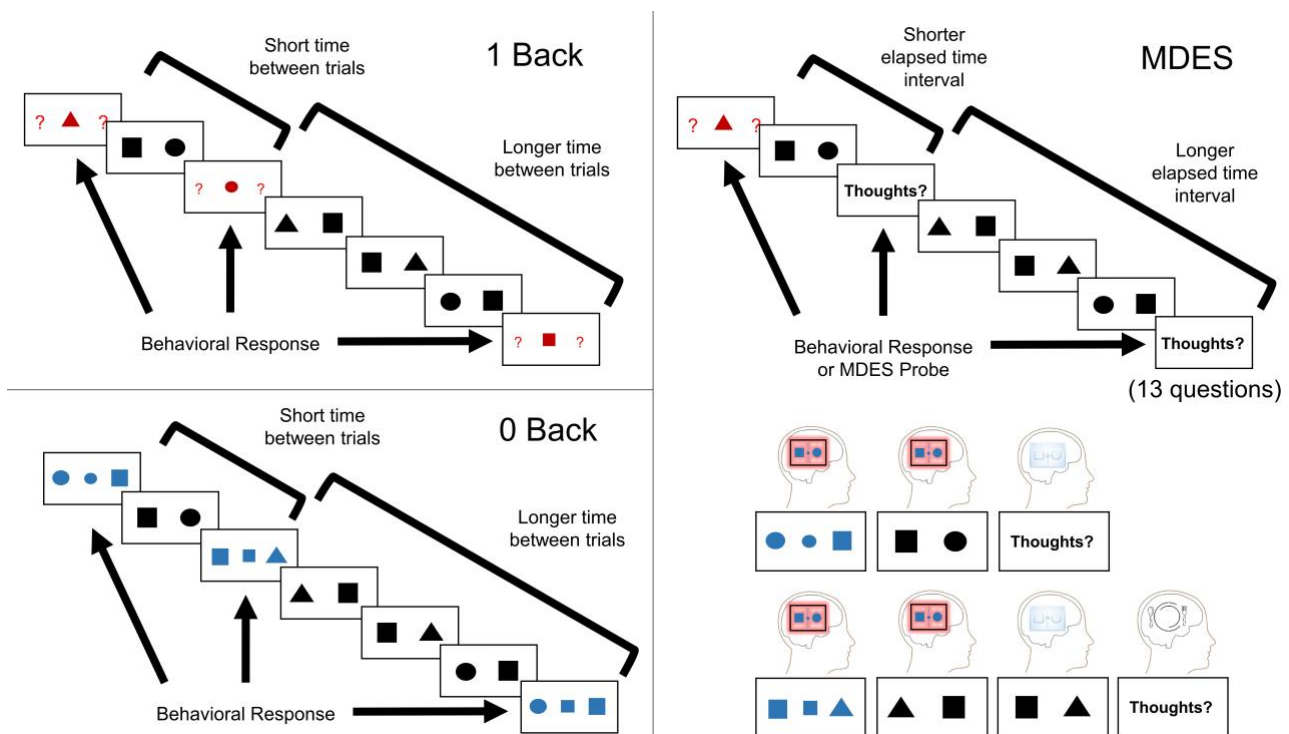 1 Back
Short time
between trials
Longer time
between trials
? ?
? ?
? ?
Behavioral Response
0 Back
Short time
between trials
Longer time
between trials
Behavioral Response
MDES
Shorter
elapsed time
interval
Longer
elapsed time
interval
? ?
Thoughts?
Thoughts?
Behavioral Response
or MDES Probe
(13 questions)
Thoughts?
Thoughts?